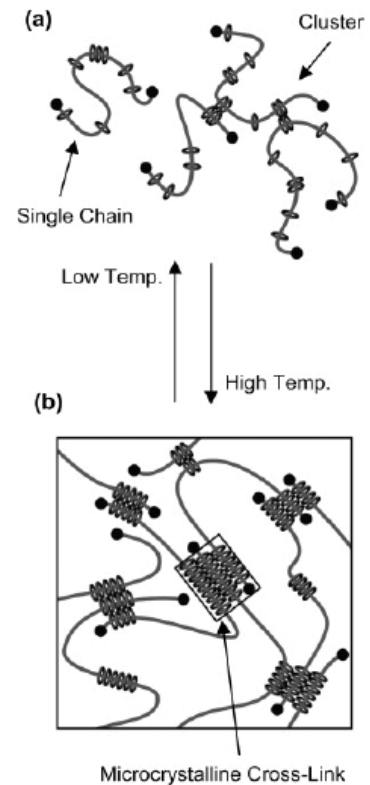 (a)
Cluster
Single Chain
Low Temp.
High Temp.
(b)
Microcrystalline Cross-Link